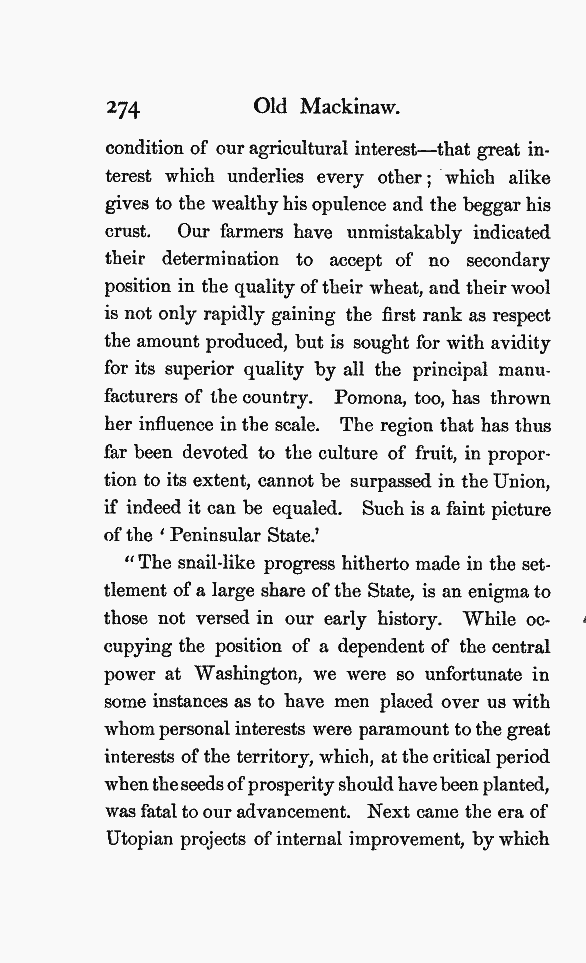 274 Old Mackinaw.
condition of our agricultural interest—that great in-
terest which underlies every other; which alike
gives to the wealthy his opulence and the beggar his
crust. Our farmers have unmistakably indicated
their determination to accept of no secondary
position in the quality of their wheat, and their wool
is not only rapidly gaining the first rank as respect
the amount produced, but is sought for with avidity
for its superior quality by all the principal manu-
facturers of the country. Pomona, too, has thrown
her influence in the scale. The region that has thus
far been devoted to the culture of fruit, in propor-
tion to its extent, cannot be surpassed in the Union,
if indeed it can be equaled. Such is a faint picture
of the ‘Peninsular State.’
“The snail-like progress hitherto made in the set-
tlement of a large share of the State, is an enigma to
those not versed in our early history. While oc-
cupying the position of a dependent of the central
power at Washington, we were so unfortunate in
some instances as to have men placed over us with
whom personal interests were paramount to the great
interests of the territory, which, at the critical period
when the seeds of prosperity should have been planted,
was fatal to our advancement. Next came the era of
Utopian projects of internal improvement, by which